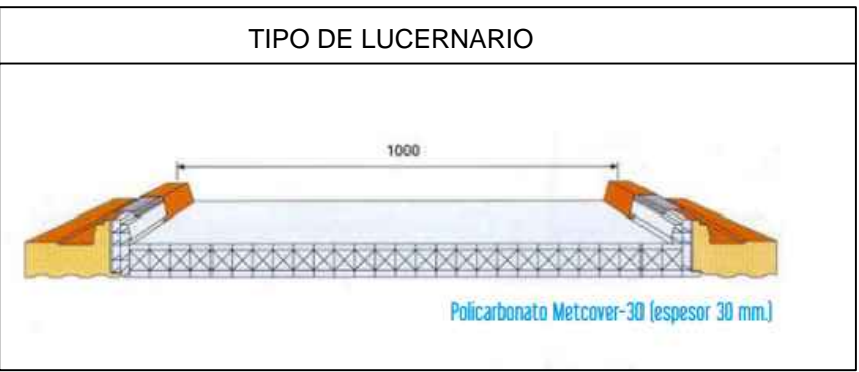 TIPO DE LUCERNARIO
1000
Policarbonato Metcover-30 (espesor 30 mm.)